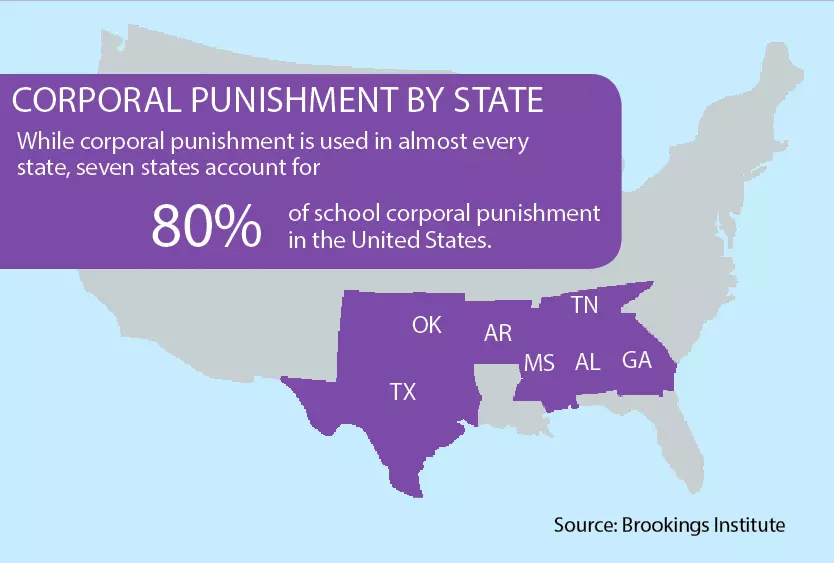 CORPORAL PUNISHMENT BY STATE
While corporal punishment is used in almost every
state, seven states account for
80%
of school corporal punishment
in the United States.
TN
OK
AR
MS
AL
GA
TX
Source: Brookings Institute